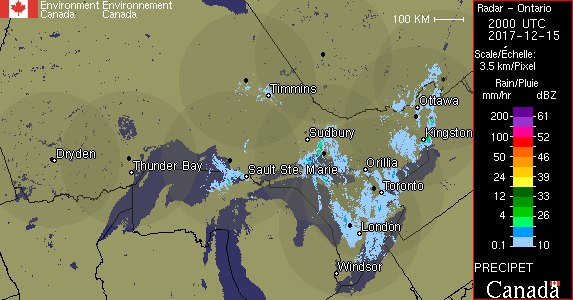 Environment Environnement
Canada Canada
100 KM
Timmins
Ottawa
Sudbury
Kingston
Dryden
Thunder Bay
Sault Ste. Marie
Orillia
Toronto
London
Windsor
Radar - Ontario
2000 UTC
2017-12-15
Scale/Échelle:
3.5 km/Pixel
Rain/Pluie
mm/hr dBZ
200 61
100 52
50 46
24 39
12 33
4 26
0.1 10
PRECIPET
Canada